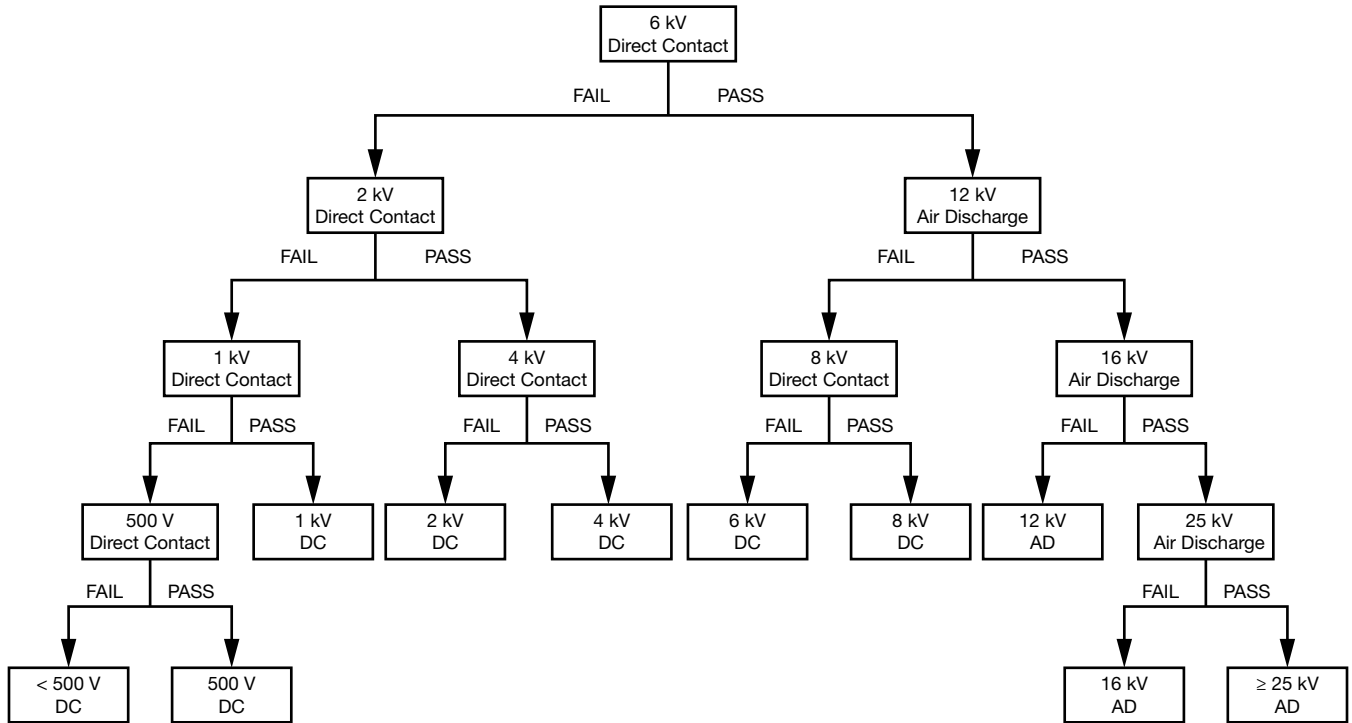 6 kV
Direct Contact
FAIL PASS
2 kV
Direct Contact
12 kV
Air Discharge
FAIL PASS
FAIL PASS
1 kV
Direct Contact
4 kV
Direct Contact
8 kV
Direct Contact
16 kV
Air Discharge
FAIL PASS
FAIL PASS
FAIL PASS
FAIL PASS
500 V
Direct Contact
1 kV
DC
2 kV
DC
4 kV
DC
6 kV
DC
8 kV
DC
12 kV
AD
25 kV
Air Discharge
FAIL PASS
FAIL PASS
< 500 V
DC
500 V
DC
16 kV
AD
≥ 25 kV
AD